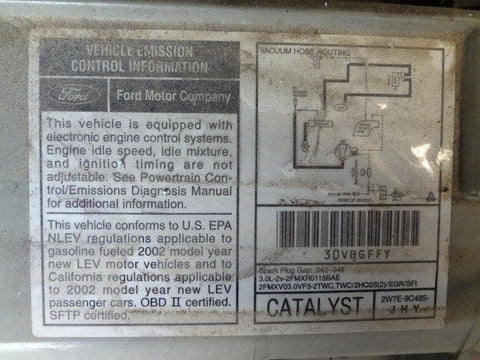 VEHICLE EMISSION
CONTROL INFORMATION
Ford
Ford Motor Company
This vehicle is equipped with
electronic engine control systems.
Engine idle speed, idle mixture,
and ignition timing are not
adjustable. See Powertrain Con-
trol/Emissions Diagnosis Manual
for additional information.
This vehicle conforms to U.S. EPA
NLEV regulations applicable to
gasoline fueled 2002 model year
new LEV motor vehicles and to
California regulations applicable
to 2002 model year new LEV
passenger cars. OBD II certified.
SFTP certified.
VACUUM HOSE ROUTING
30VBGFFY
Spark Plug Gap: .042-.046
3.0L-2v-2FMXR0115BAE
2FMXV03.0VF3-2TWC,TWC/2HO2S(2)/EGR/SFI
CATALYST
2W7E-9C485-
JHY